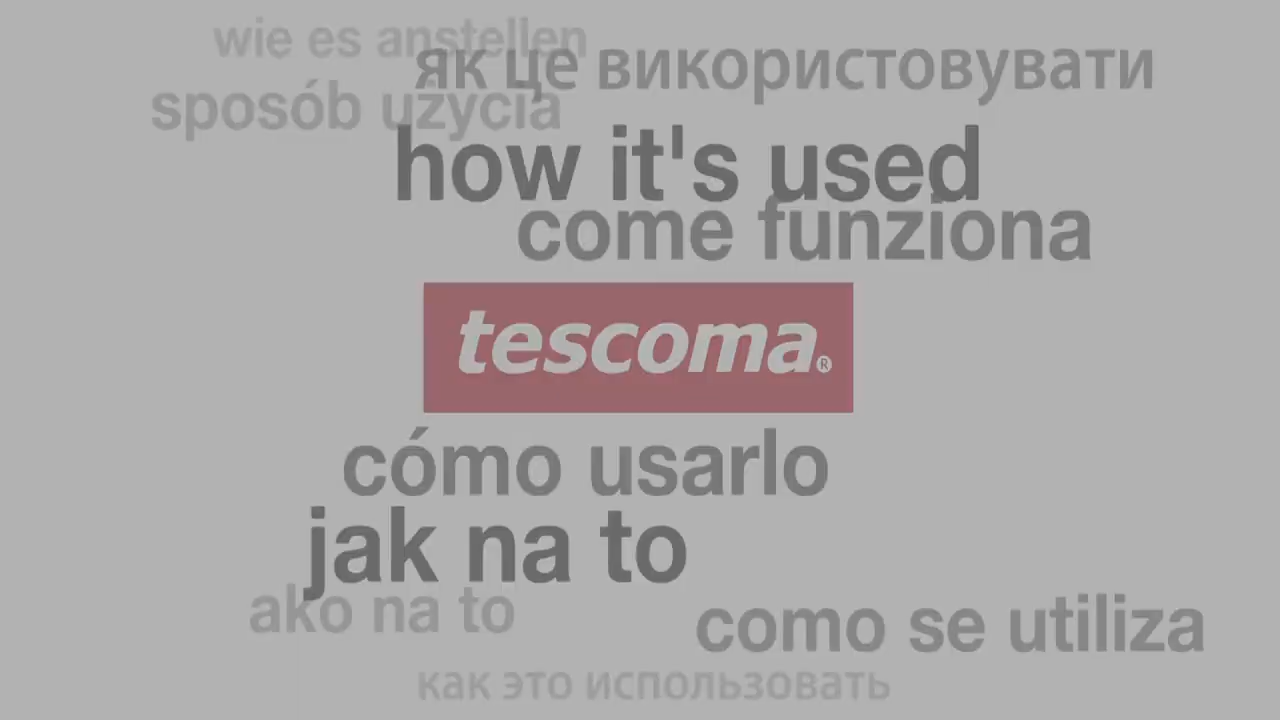 wie es anstellen
як це використовувати
sposób użycia
how it's used
come funziona
tescoma®
cómo usarlo
jak na to
ako na to
como se utiliza
как это использовать